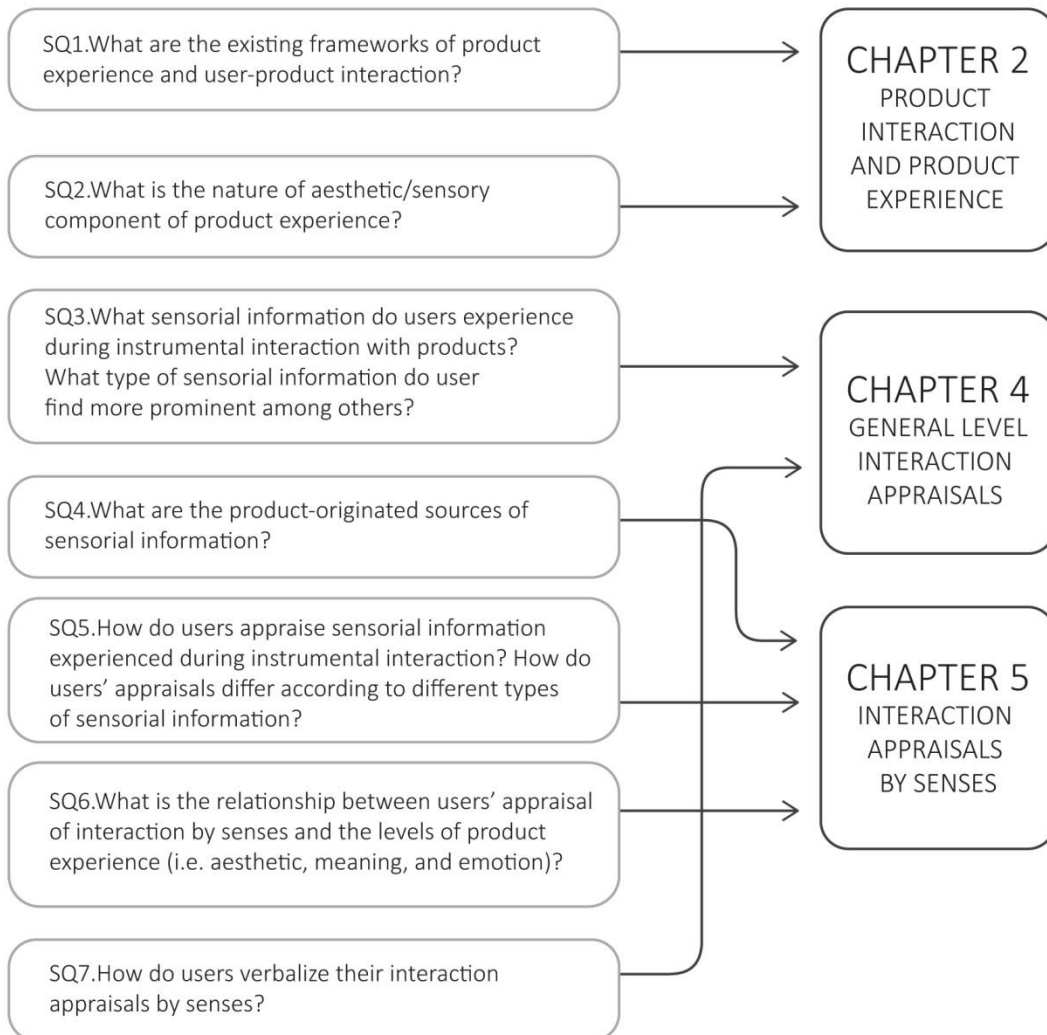 SQ1.What are the existing frameworks of product
experience and user-product interaction?
SQ2.What is the nature of aesthetic/sensory
component of product experience?
CHAPTER 2
PRODUCT
INTERACTION
AND PRODUCT
EXPERIENCE
SQ3.What sensorial information do users experience
during instrumental interaction with products?
What type of sensorial information do user
find more prominent among others?
SQ4.What are the product-originated sources of
sensorial information?
CHAPTER 4
GENERAL LEVEL
INTERACTION
APPRAISALS
SQ5.How do users appraise sensorial information
experienced during instrumental interaction? How do
users’ appraisals differ according to different types
of sensorial information?
SQ6.What is the relationship between users’ appraisal
of interaction by senses and the levels of product
experience (i.e. aesthetic, meaning, and emotion)?
CHAPTER 5
INTERACTION
APPRAISALS
BY SENSES
SQ7.How do users verbalize their interaction
appraisals by senses?